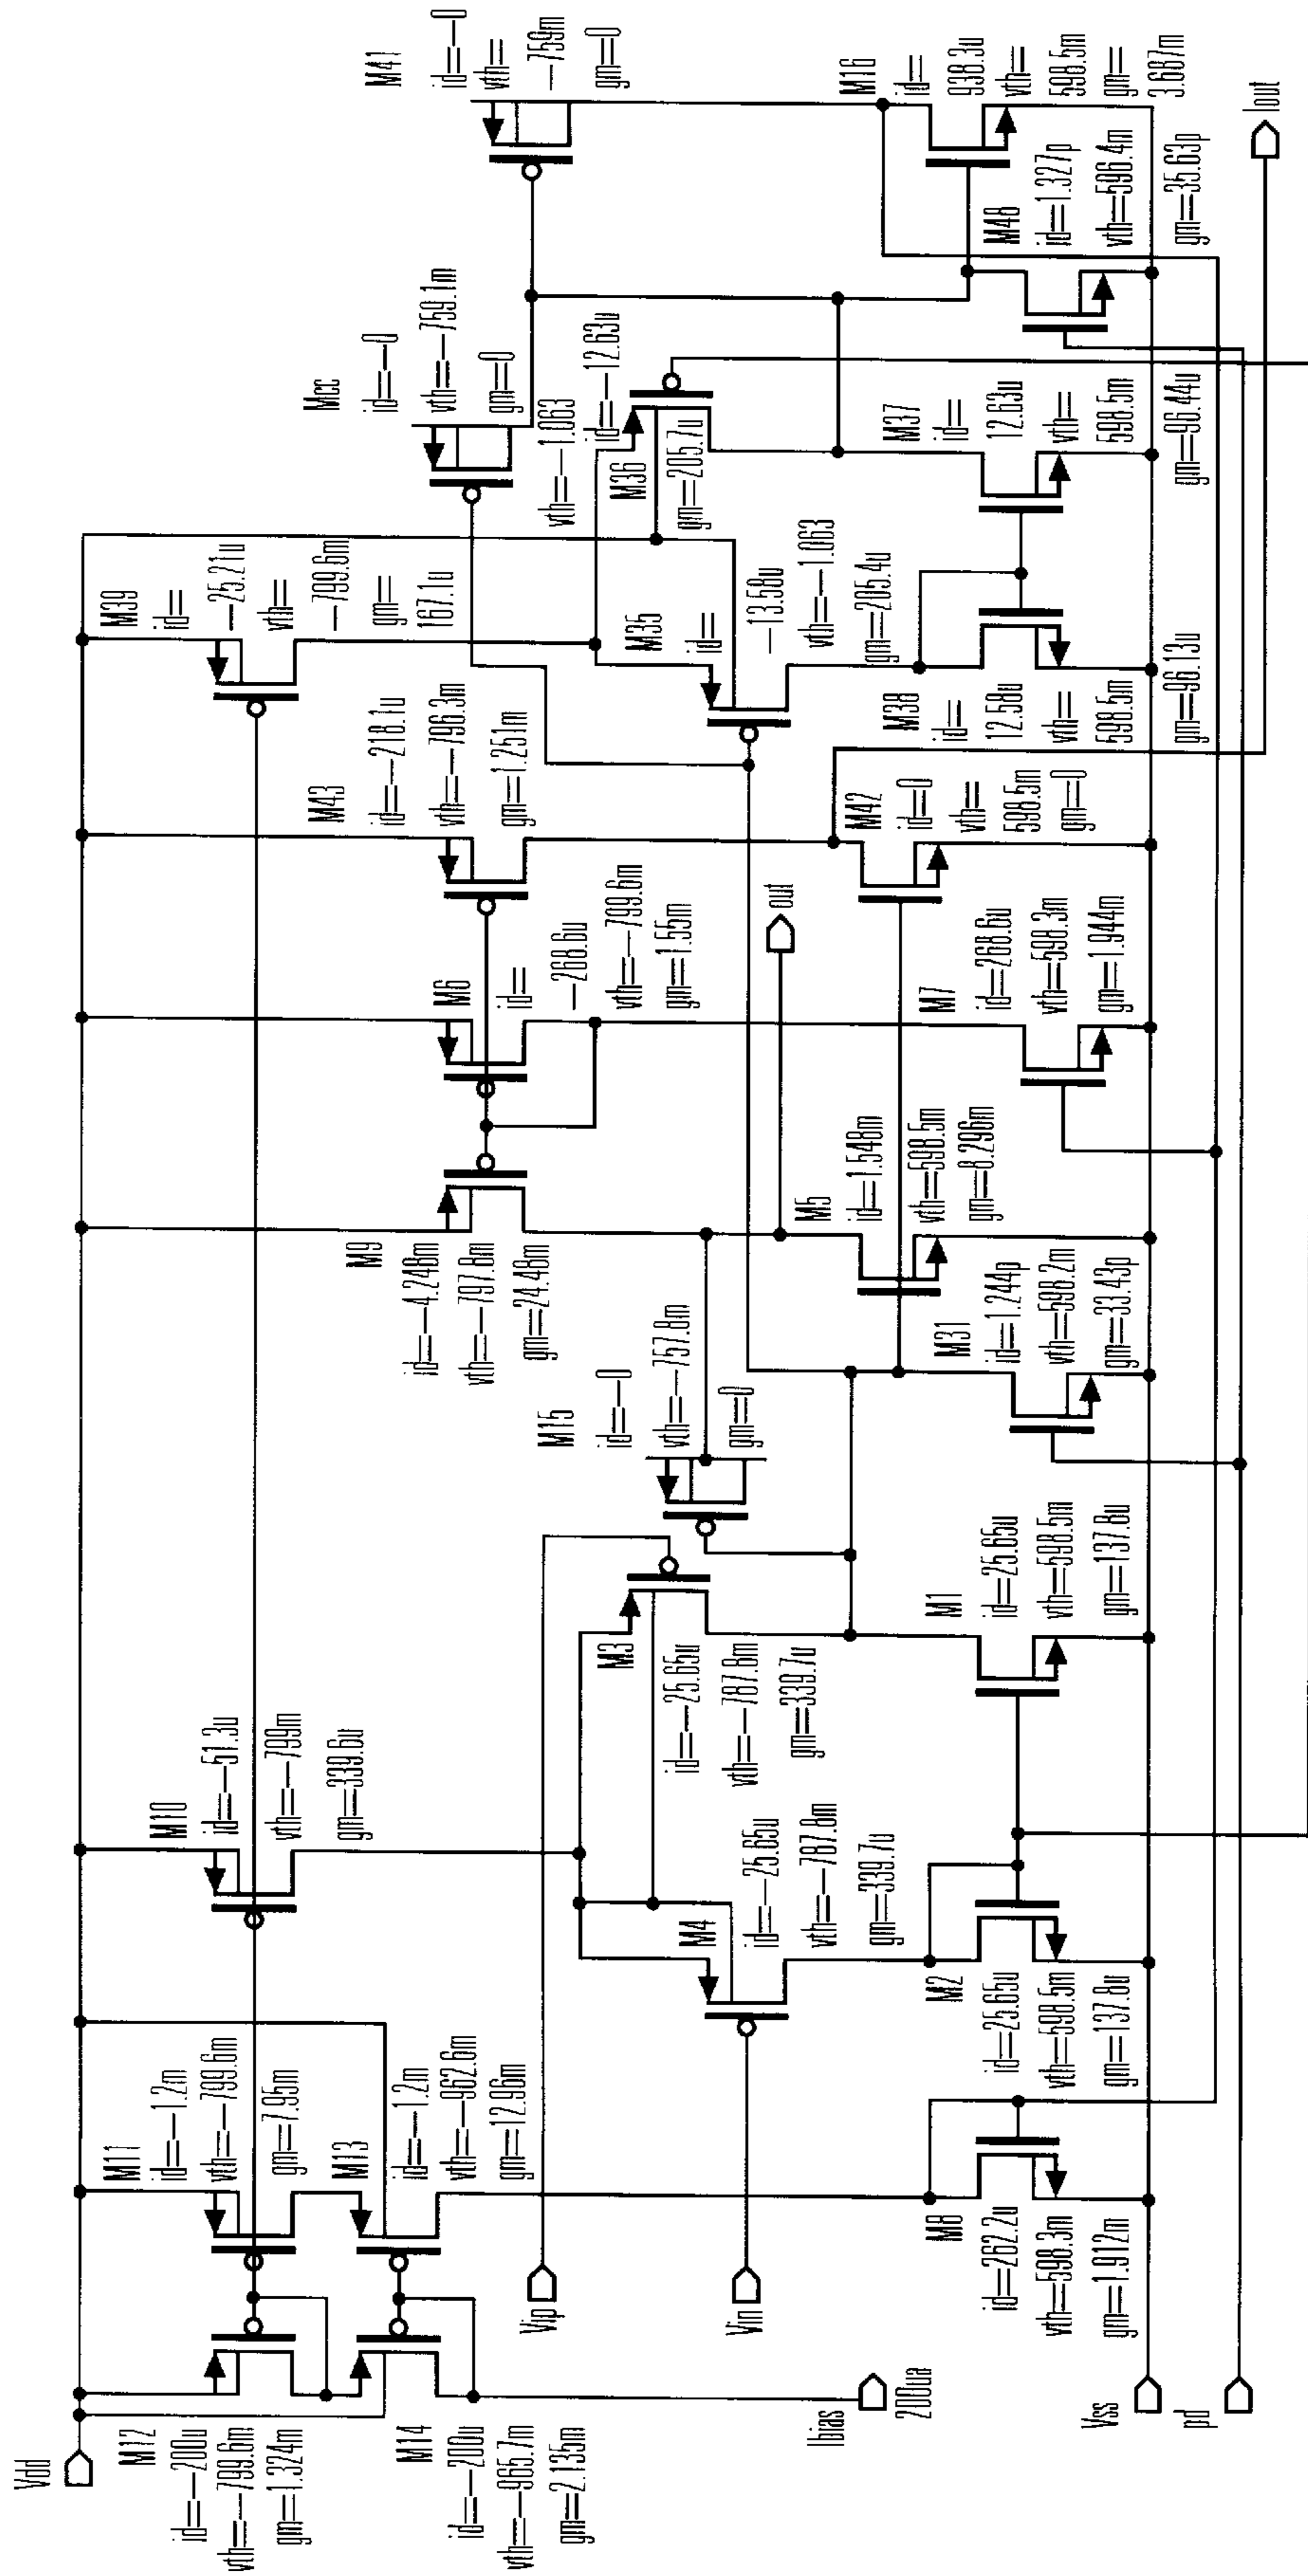 Vdd
M12
id=−200u
vth=−799.6m
gm=1.324m
M11
id=−1.2m
vth=−799.6m
gm=7.95m
M14
id=−200u
vth=−965.7m
gm=2.135m
M13
id=−1.2m
vth=−962.6m
gm=12.96m
M10
id=−51.3u
vth=−799m
gm=339.6u
M9
id=−4.248m
vth=−797.8m
gm=24.48m
M6
id=
−268.6u
vth=−799.6m
gm=1.55m
M43
id=−218.1u
vth=−796.3m
gm=1.251m
M39
id=
−25.21u
vth=
−799.6m
gm=
167.1u
Mcc
id=−0
vth=−759.1m
gm=0
M41
id=−0
vth=
−759m
gm=0
Vip
Vin
M4
id=−25.65u
vth=−787.8m
gm=339.7u
M3
id=−25.65u
vth=−787.8m
gm=339.7u
M15
id=−0
vth=−757.8m
gm=0
out
M35
id=
−13.58u
vth=−1.063
gm=205.4u
vth=−1.063
id=−12.63u
M36
gm=205.7u
Ibias
200ua
M8
id=262.2u
vth=598.3m
gm=1.912m
M2
id=25.65u
vth=598.5m
gm=137.8u
M1
id=25.65u
vth=598.5m
gm=137.8u
M31
id=1.244p
vth=598.2m
gm=33.43p
M5
id=1.548m
vth=598.5m
gm=8.296m
M7
id=268.6u
vth=598.3m
gm=1.944m
M42
id=0
vth=
598.5m
gm=0
M38
id=
12.58u
vth=
598.5m
gm=96.13u
M37
id=
12.63u
vth=
598.5m
gm=96.44u
M48
id=1.327p
vth=596.4m
gm=35.63p
M16
id=
938.3u
vth=
598.5m
gm=
3.687m
Vss
pd
Iout